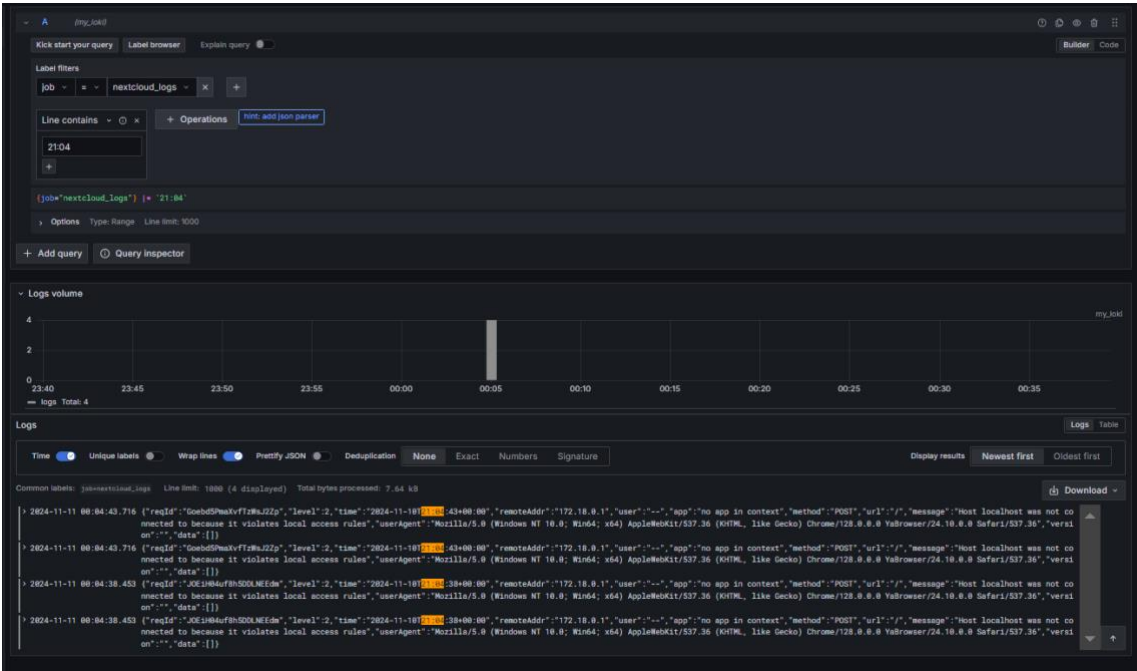 A (my_loki)
Kick start your query Label browser Explain query Builder Code
Label filters
job = nextcloud_logs × +
Line contains × + Operations hint: add json parser
21:04
+
{job="nextcloud_logs"} |= `21:04`
Options Type: Range Line limit: 1000
+ Add query Query inspector
Logs volume
my_loki
4
2
0
23:40 23:45 23:50 23:55 00:00 00:05 00:10 00:15 00:20 00:25 00:30 00:35
logs Total: 4
Logs Logs Table
Time Unique labels Wrap lines Prettify JSON Deduplication None Exact Numbers Signature Display results Newest first Oldest first
Common labels: job=nextcloud_logs Line limit: 1000 (4 displayed) Total bytes processed: 7.64 kB Download
2024-11-11 00:04:43.716 {"reqId":"Goebd5PmaXvfTzWsJ2Zp","level":2,"time":"2024-11-10T21:04:43+00:00","remoteAddr":"172.18.0.1","user":"--","app":"no app in context","method":"POST","url":"/","message":"Host localhost was not co
nnected to because it violates local access rules","userAgent":"Mozilla/5.0 (Windows NT 10.0; Win64; x64) AppleWebKit/537.36 (KHTML, like Gecko) Chrome/128.0.0.0 YaBrowser/24.10.0.0 Safari/537.36","versi
on":"","data":[]}
2024-11-11 00:04:43.716 {"reqId":"Goebd5PmaXvfTzWsJ2Zp","level":2,"time":"2024-11-10T21:04:43+00:00","remoteAddr":"172.18.0.1","user":"--","app":"no app in context","method":"POST","url":"/","message":"Host localhost was not co
nnected to because it violates local access rules","userAgent":"Mozilla/5.0 (Windows NT 10.0; Win64; x64) AppleWebKit/537.36 (KHTML, like Gecko) Chrome/128.0.0.0 YaBrowser/24.10.0.0 Safari/537.36","versi
on":"","data":[]}
2024-11-11 00:04:38.453 {"reqId":"JOEiH04uf8h5DDLNEEdm","level":2,"time":"2024-11-10T21:04:38+00:00","remoteAddr":"172.18.0.1","user":"--","app":"no app in context","method":"POST","url":"/","message":"Host localhost was not co
nnected to because it violates local access rules","userAgent":"Mozilla/5.0 (Windows NT 10.0; Win64; x64) AppleWebKit/537.36 (KHTML, like Gecko) Chrome/128.0.0.0 YaBrowser/24.10.0.0 Safari/537.36","versi
on":"","data":[]}
2024-11-11 00:04:38.453 {"reqId":"JOEiH04uf8h5DDLNEEdm","level":2,"time":"2024-11-10T21:04:38+00:00","remoteAddr":"172.18.0.1","user":"--","app":"no app in context","method":"POST","url":"/","message":"Host localhost was not co
nnected to because it violates local access rules","userAgent":"Mozilla/5.0 (Windows NT 10.0; Win64; x64) AppleWebKit/537.36 (KHTML, like Gecko) Chrome/128.0.0.0 YaBrowser/24.10.0.0 Safari/537.36","versi
on":"","data":[]}